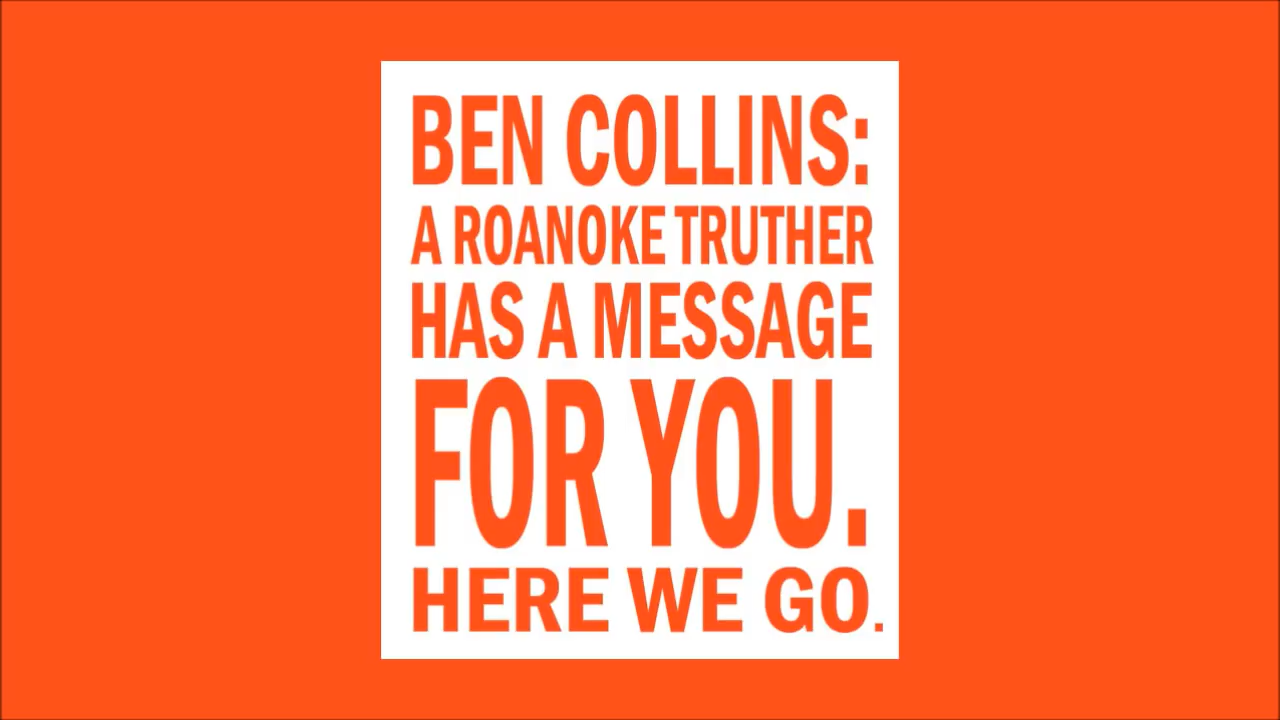 BEN COLLINS:
A ROANOKE TRUTHER
HAS A MESSAGE
FOR YOU.
HERE WE GO.